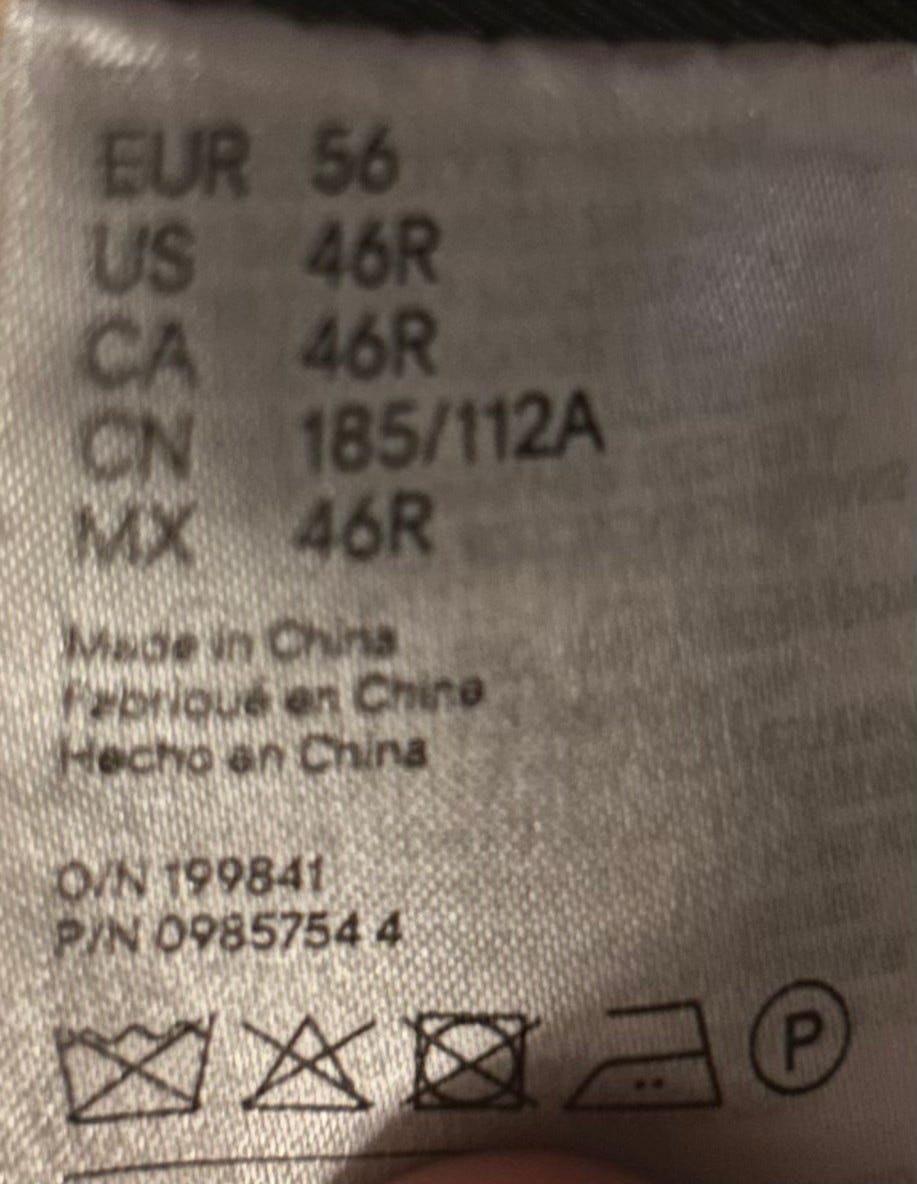 EUR 56
US 46R
CA 46R
CN 185/112A
MX 46R
Made in China
Fabriqué en Chine
Hecho en China
O/N 199841
P/N 0985754 4
P